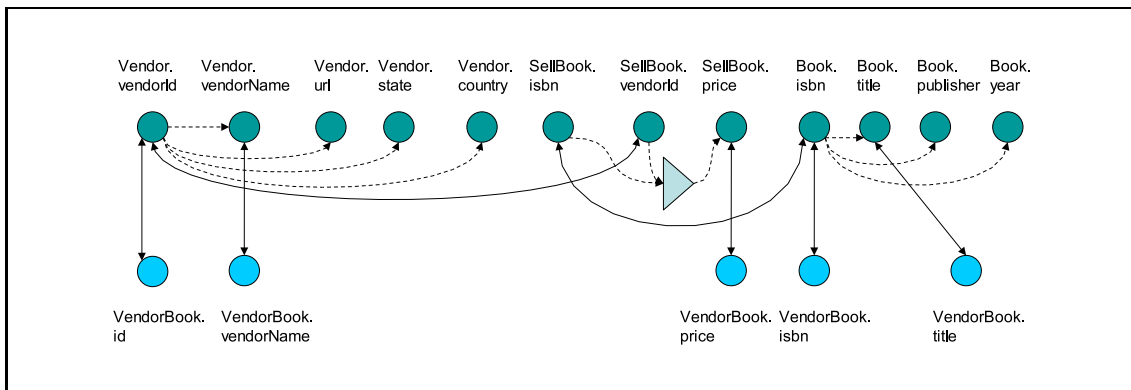 Vendor.
vendorId
Vendor.
vendorName
Vendor.
url
Vendor.
state
Vendor.
country
SellBook.
isbn
SellBook.
vendorId
SellBook.
price
Book.
isbn
Book.
title
Book.
publisher
Book.
year
VendorBook.
id
VendorBook.
vendorName
VendorBook.
price
VendorBook.
isbn
VendorBook.
title